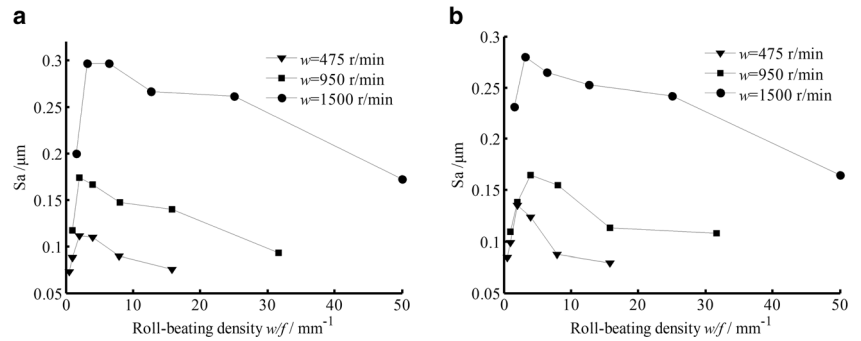 a
0.3
0.25
0.2
0.15
0.1
0.05
Sa /μm
0
10
20
30
40
50
Roll-beating density w/f / mm⁻¹
w=475 r/min
w=950 r/min
w=1500 r/min
b
0.3
0.25
0.2
0.15
0.1
0.05
Sa /μm
0
10
20
30
40
50
Roll-beating density w/f / mm⁻¹
w=475 r/min
w=950 r/min
w=1500 r/min